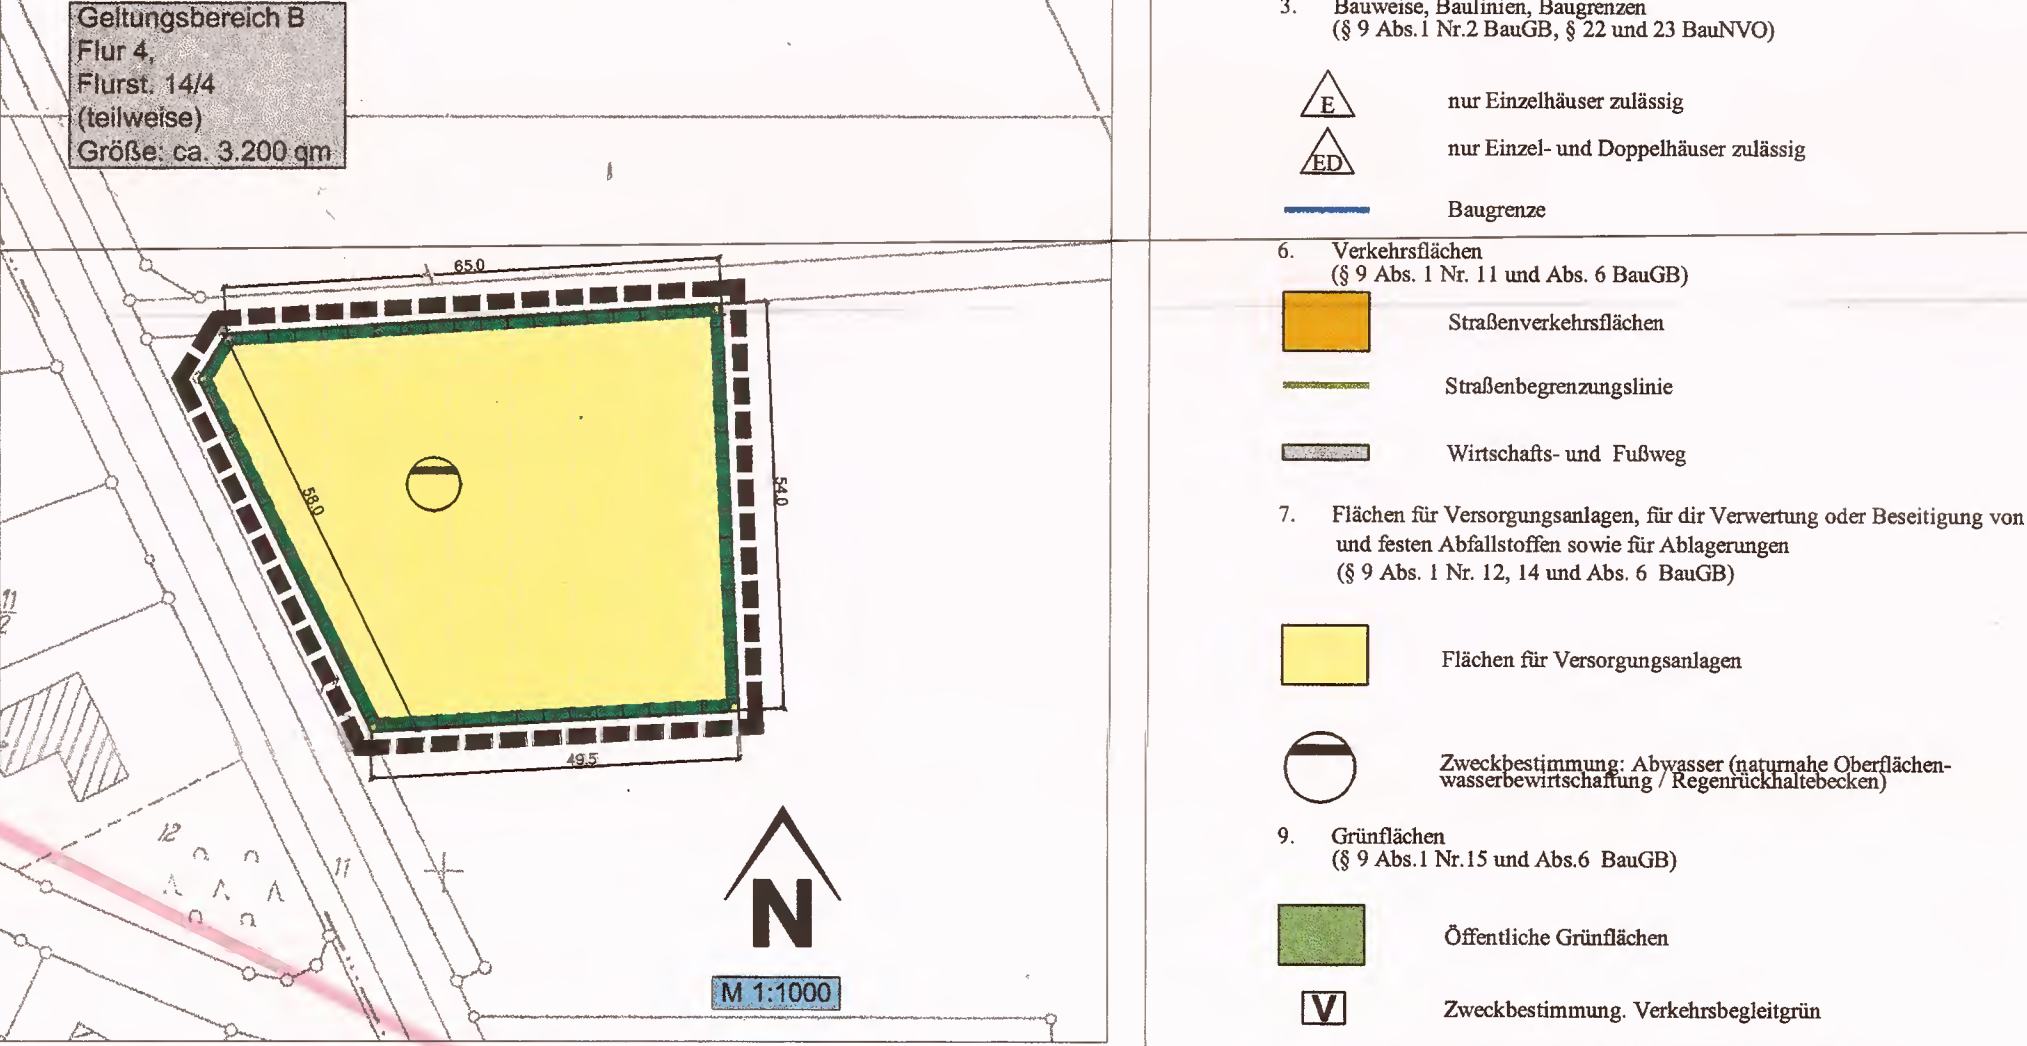 Geltungsbereich B
Flur 4,
Flurst. 14/4
(teilweise)
Größe: ca. 3.200 qm
65.0
58.0
54.0
49.5
11
2
12
11
N
M 1:1000
3. Bauweise, Baulinien, Baugrenzen
(§ 9 Abs.1 Nr.2 BauGB, § 22 und 23 BauNVO)
E nur Einzelhäuser zulässig
ED nur Einzel- und Doppelhäuser zulässig
Baugrenze
6. Verkehrsflächen
(§ 9 Abs. 1 Nr. 11 und Abs. 6 BauGB)
Straßenverkehrsflächen
Straßenbegrenzungslinie
Wirtschafts- und Fußweg
7. Flächen für Versorgungsanlagen, für dir Verwertung oder Beseitigung von
und festen Abfallstoffen sowie für Ablagerungen
(§ 9 Abs. 1 Nr. 12, 14 und Abs. 6 BauGB)
Flächen für Versorgungsanlagen
Zweckbestimmung: Abwasser (naturnahe Oberflächen-
wasserbewirtschaftung / Regenrückhaltebecken)
9. Grünflächen
(§ 9 Abs.1 Nr.15 und Abs.6 BauGB)
Öffentliche Grünflächen
V Zweckbestimmung. Verkehrsbegleitgrün